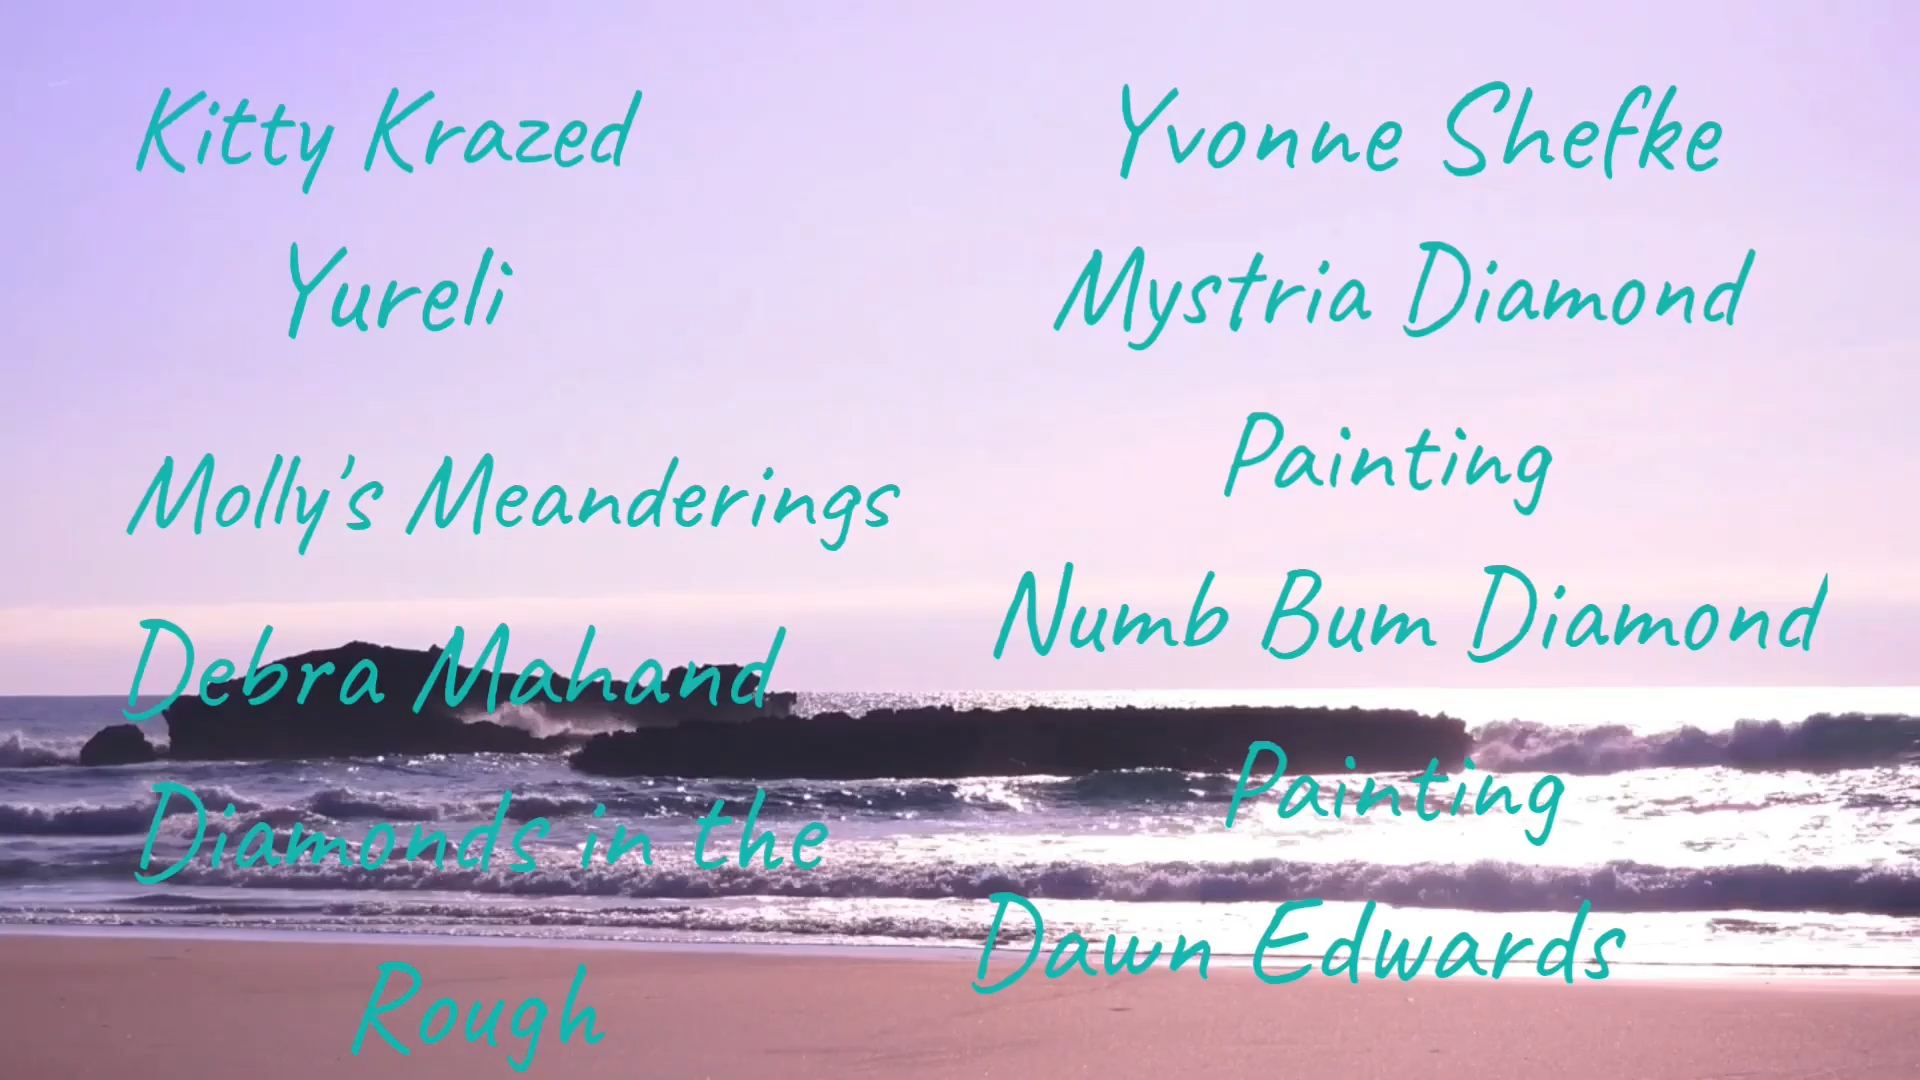 Kitty Krazed
Yureli
Molly's Meanderings
Debra Mahand
Diamonds in the
Rough
Yvonne Shefke
Mystria Diamond
Painting
Numb Bum Diamond
Painting
Dawn Edwards